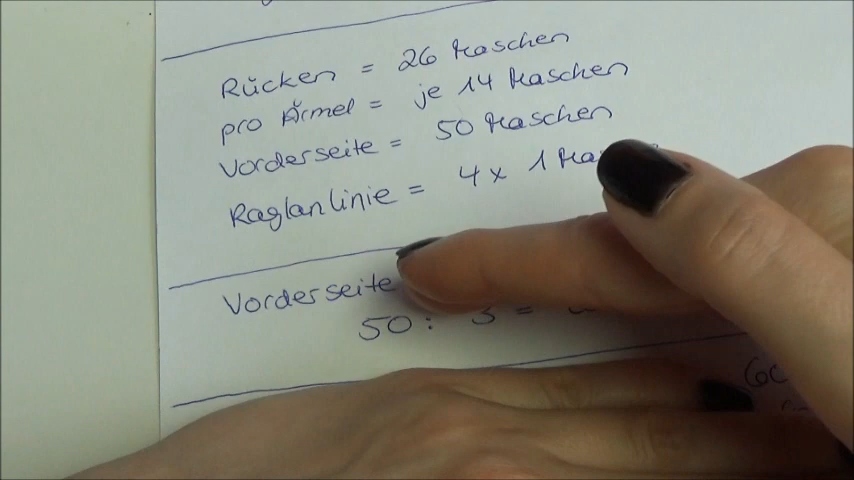 Rücken = 26 Maschen
pro Ärmel = je 14 Maschen
Vorderseite = 50 Maschen
Raglanlinie = 4 x 1
Vorderseite
50 : 3 =